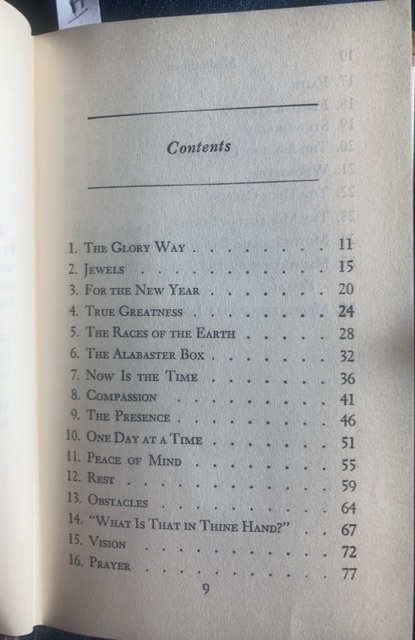 Contents
1. The Glory Way . . . . . . . . 11
2. Jewels . . . . . . . . . . . 15
3. For the New Year . . . . . . . 20
4. True Greatness . . . . . . . . 24
5. The Races of the Earth . . . . . 28
6. The Alabaster Box . . . . . . . 32
7. Now Is the Time . . . . . . . 36
8. Compassion . . . . . . . . . 41
9. The Presence . . . . . . . . . 46
10. One Day at a Time . . . . . . . 51
11. Peace of Mind . . . . . . . . 55
12. Rest . . . . . . . . . . . . 59
13. Obstacles . . . . . . . . . . 64
14. "What Is That in Thine Hand?" . . 67
15. Vision . . . . . . . . . . . 72
16. Prayer . . . . . . . . . . . 77
9